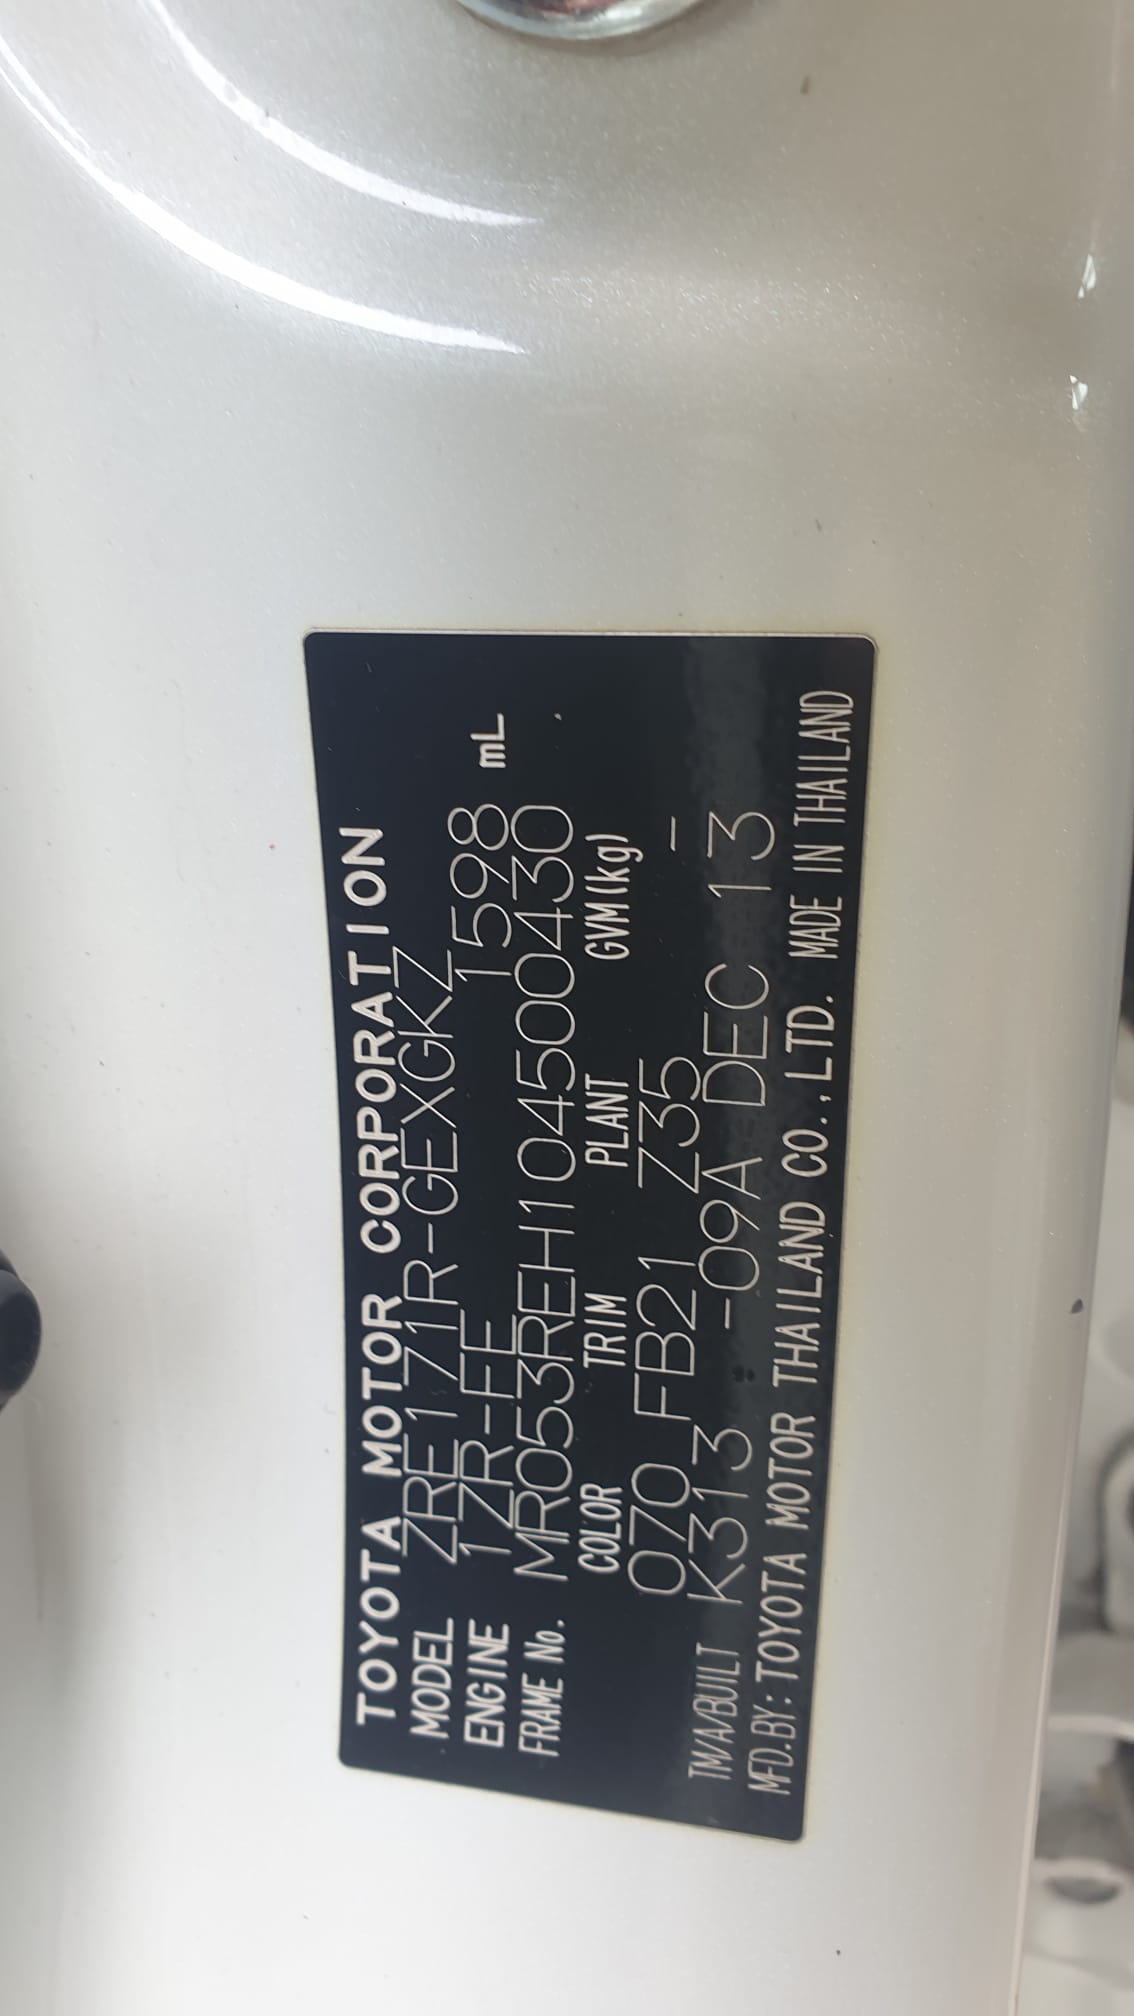 TOYOTA MOTOR CORPORATION
MODEL ZRE171R-GEXGKZ
ENGINE 1ZR-FE 1598 mL
FRAME No. MR053REH104500430
COLOR TRIM PLANT GVM(kg)
070 FB21 Z35 -
TM/A/BUILT K313 -09A DEC 13
MFD.BY:TOYOTA MOTOR THAILAND CO.,LTD. MADE IN THAILAND